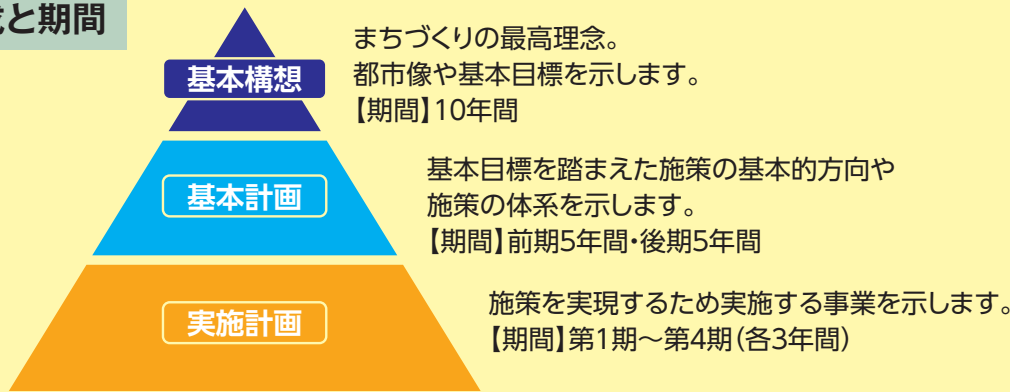 と期間
基本構想
まちづくりの最高理念。
都市像や基本目標を示します。
【期間】10年間
基本計画
基本目標を踏まえた施策の基本的方向や
施策の体系を示します。
【期間】前期5年間・後期5年間
実施計画
施策を実現するため実施する事業を示します。
【期間】第1期～第4期（各3年間）